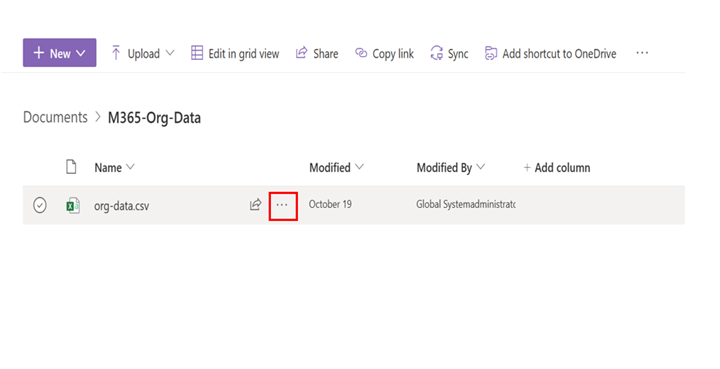 + New Upload Edit in grid view Share Copy link Sync Add shortcut to OneDrive ...
Documents > M365-Org-Data
Name Modified Modified By + Add column
org-data.csv ... October 19 Global Systemadministrato